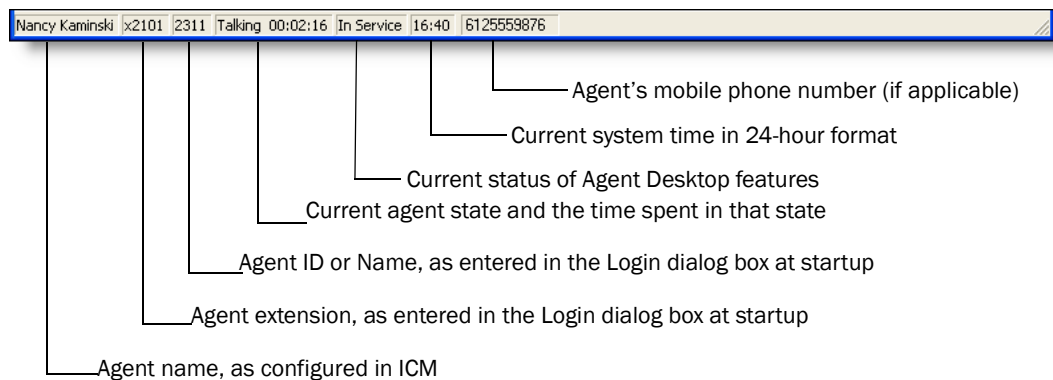 Nancy Kaminski x2101 2311 Talking 00:02:16 In Service 16:40 6125559876
Agent’s mobile phone number (if applicable)
Current system time in 24-hour format
Current status of Agent Desktop features
Current agent state and the time spent in that state
Agent ID or Name, as entered in the Login dialog box at startup
Agent extension, as entered in the Login dialog box at startup
Agent name, as configured in ICM